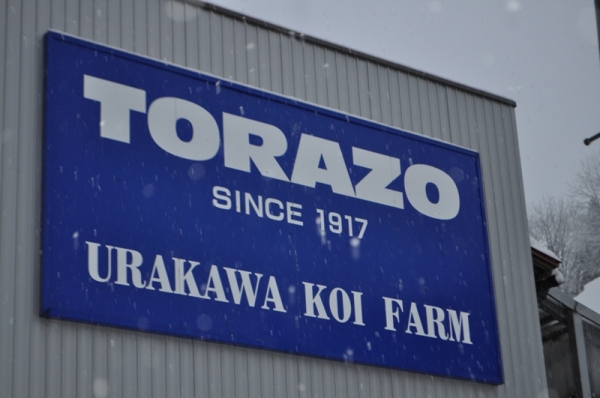 TORAZO
SINCE 1917
URAKAWA KOI FARM